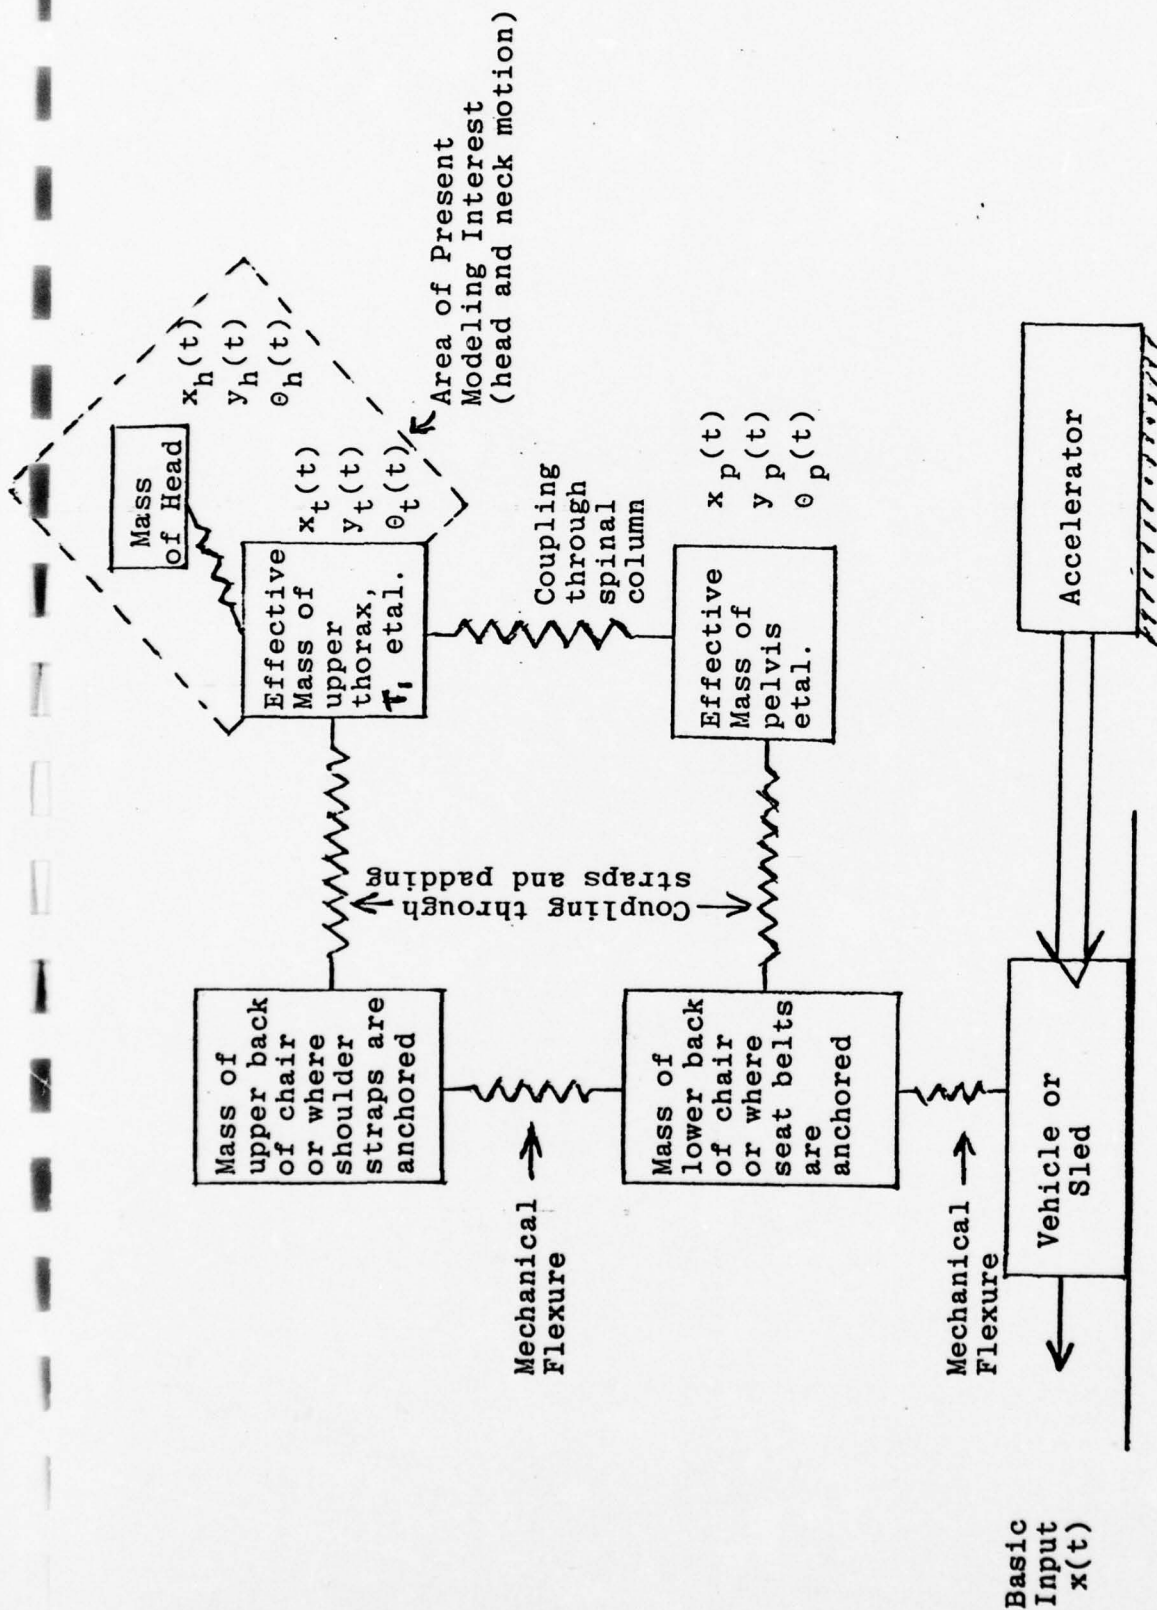 Mass
of Head
x_h(t)
y_h(t)
θ_h(t)
Effective
Mass of
upper
thorax,
T₁ etal.
x_t(t)
y_t(t)
θ_t(t)
Area of Present
Modeling Interest
(head and neck motion)
Mass of
upper back
of chair
or where
shoulder
straps are
anchored
Coupling through
straps and padding
Coupling
through
spinal
column
Mechanical
Flexure
Mass of
lower back
of chair
or where
seat belts
are
anchored
Effective
Mass of
pelvis
etal.
x_p(t)
y_p(t)
θ_p(t)
Mechanical
Flexure
Basic
Input
x(t)
Vehicle or
Sled
Accelerator